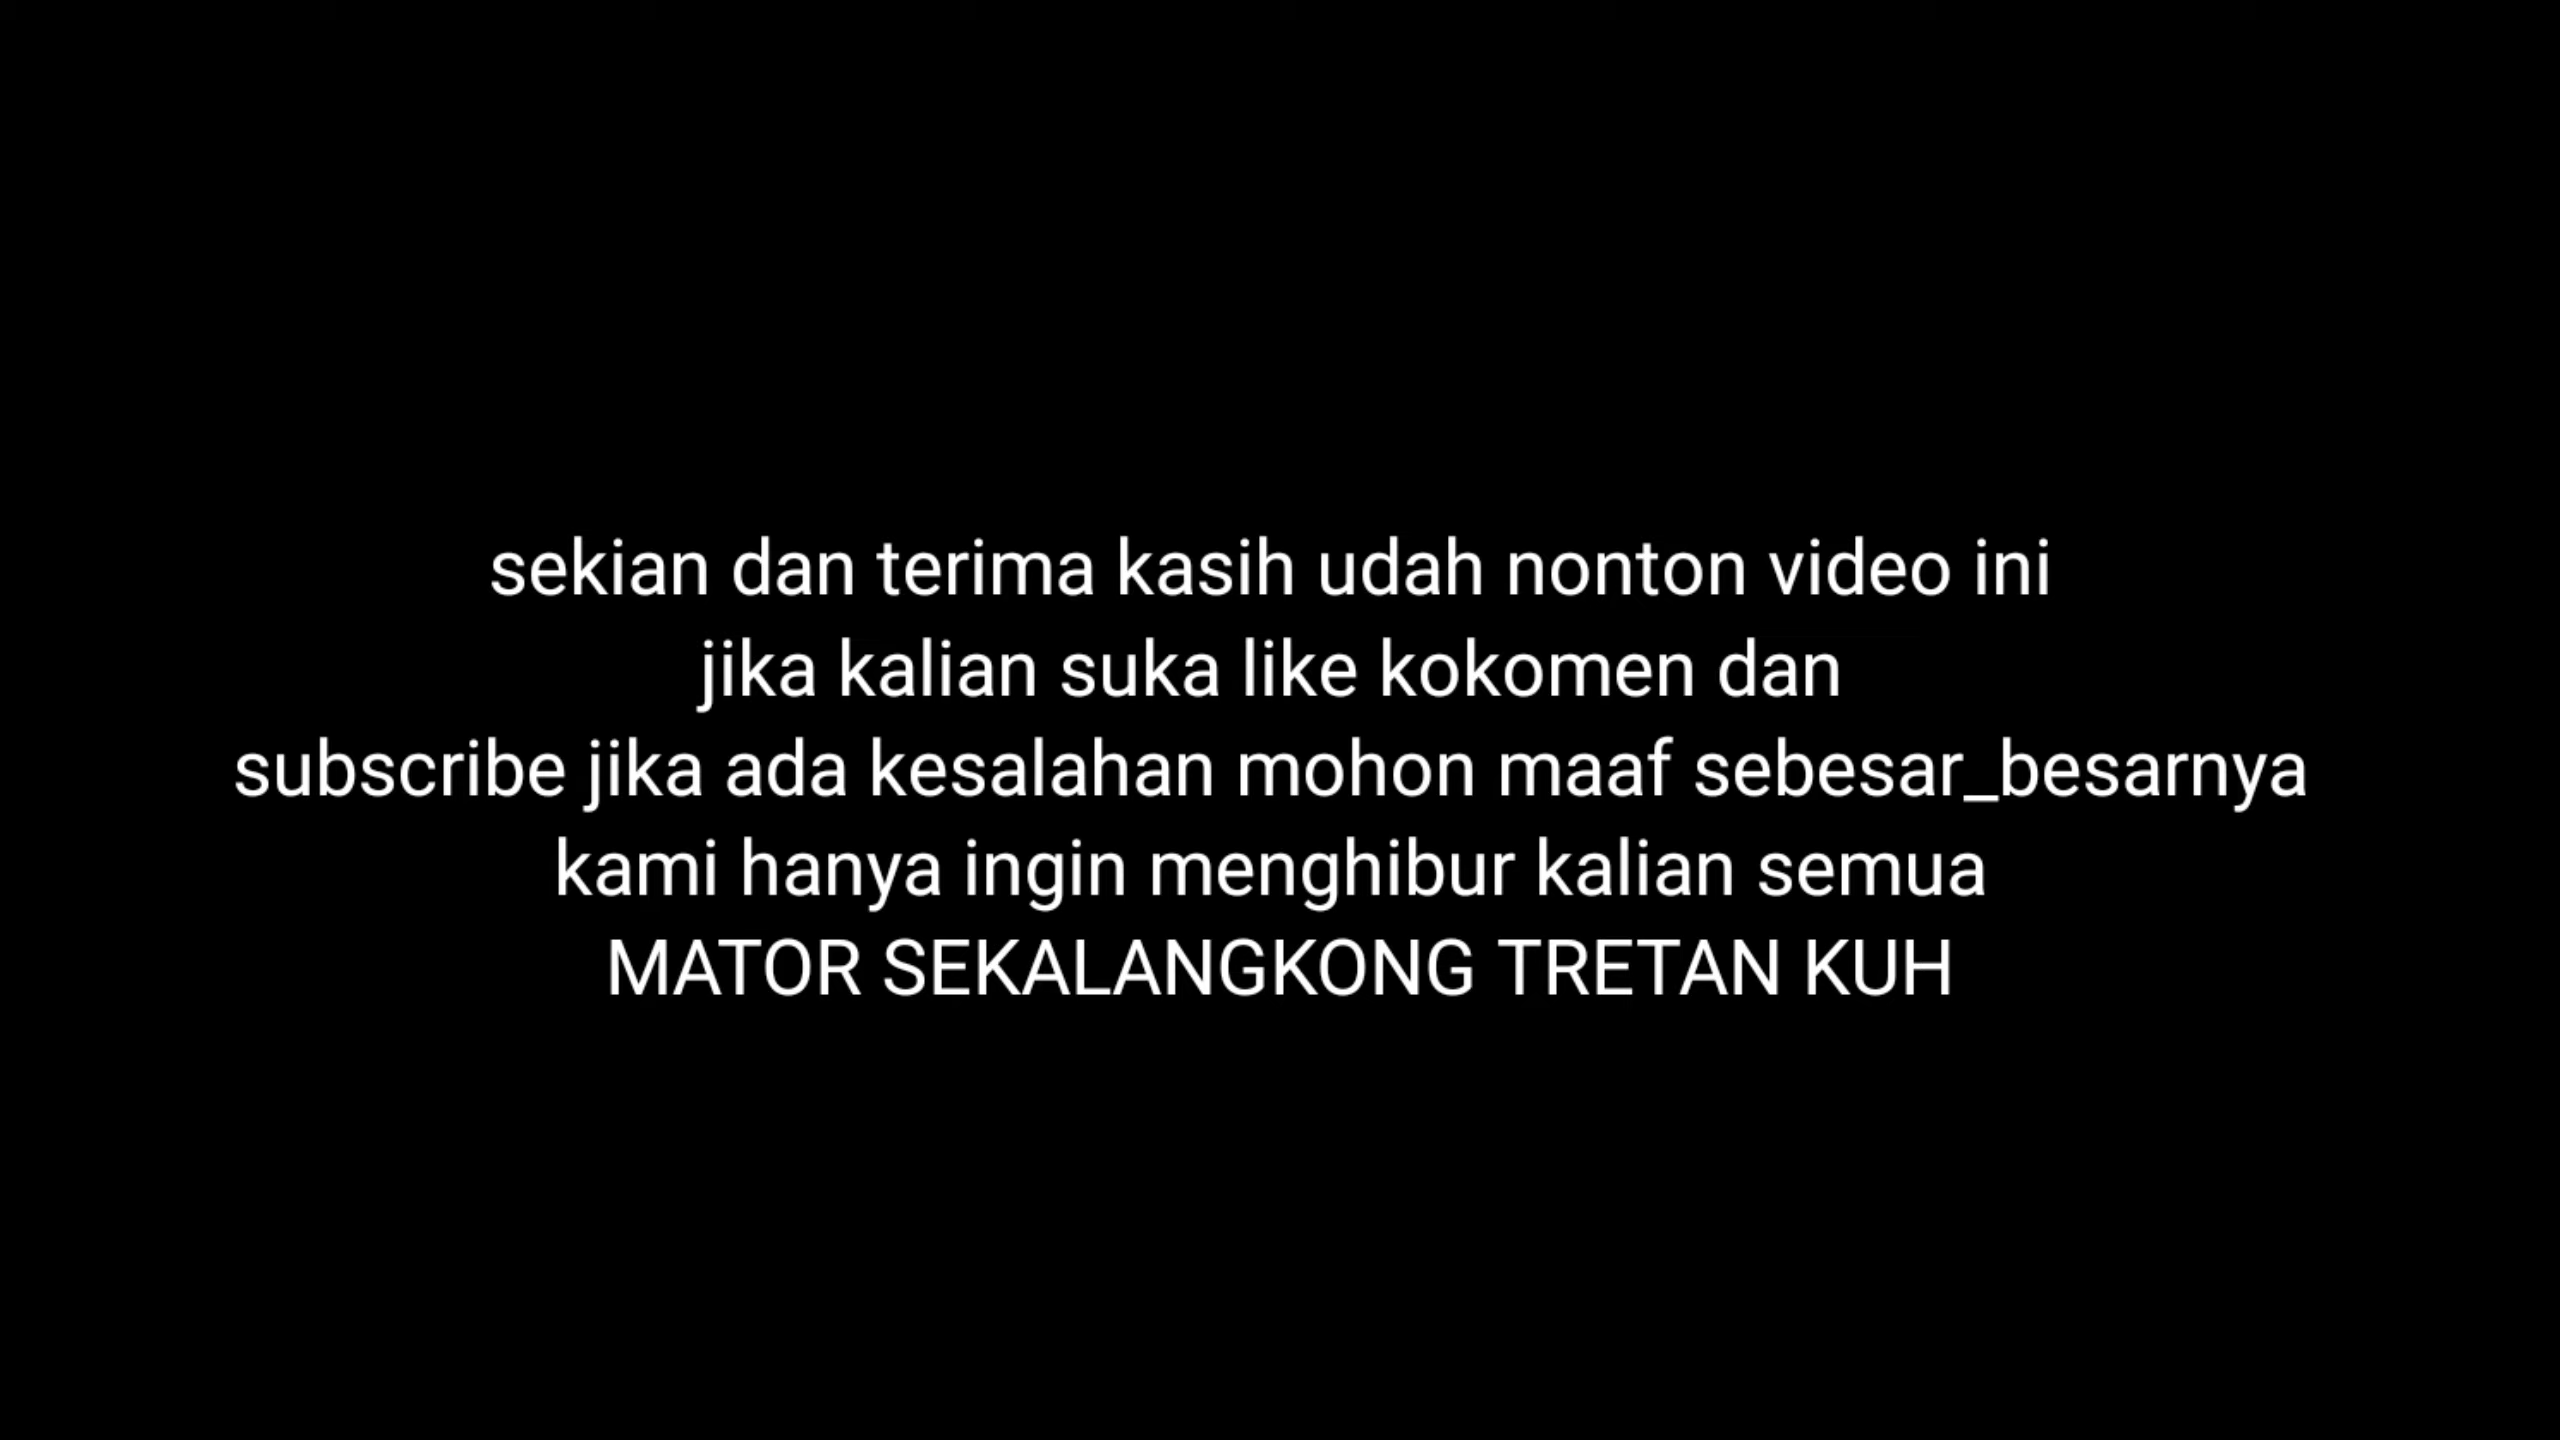 sekian dan terima kasih udah nonton video ini
jika kalian suka like kokomen dan
subscribe jika ada kesalahan mohon maaf sebesar_besarnya
kami hanya ingin menghibur kalian semua
MATOR SEKALANGKONG TRETAN KUH